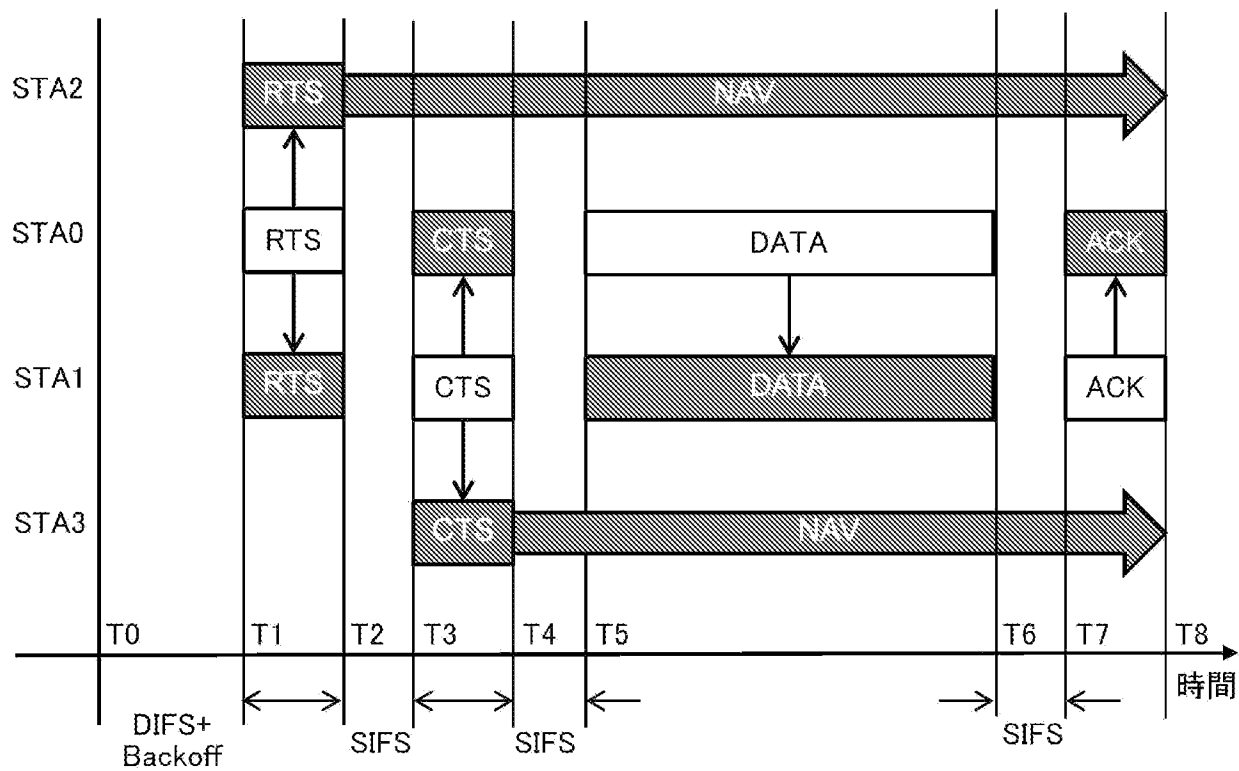 STA2
RTS
NAV
STA0
RTS
CTS
DATA
ACK
STA1
RTS
CTS
DATA
ACK
STA3
CTS
NAV
T0
T1
T2
T3
T4
T5
T6
T7
T8
時間
DIFS+
Backoff
SIFS
SIFS
SIFS